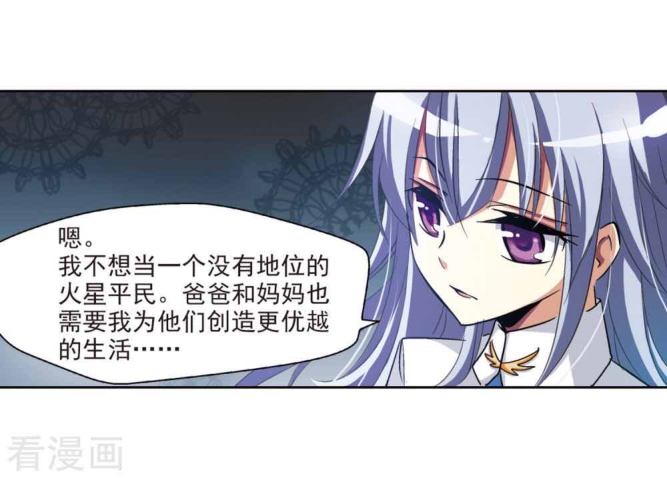 嗯。
我不想当一个没有地位的
火星平民。爸爸和妈妈也
需要我为他们创造更优越
的生活……
看漫画